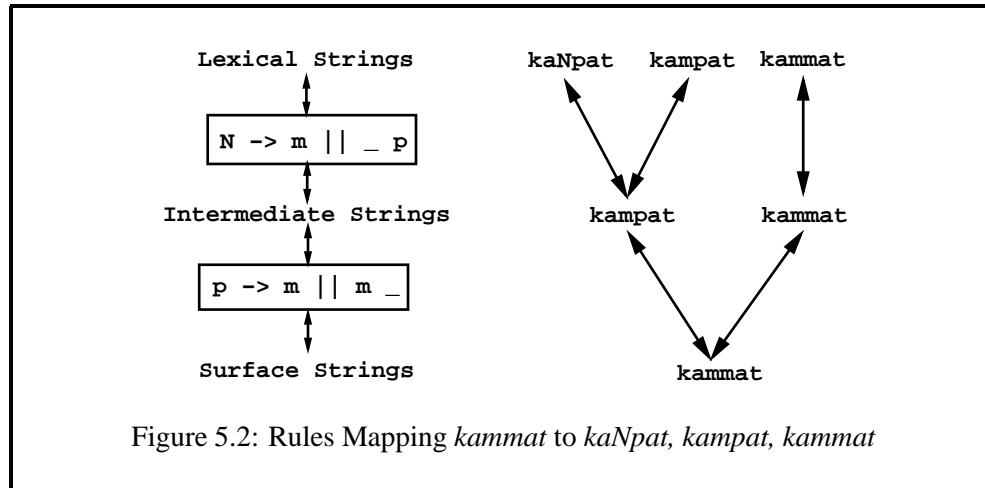 Lexical Strings
N -> m || _ p
Intermediate Strings
p -> m || m _
Surface Strings
kaNpat kampat kammat
kampat kammat
kammat
Figure 5.2: Rules Mapping kammat to kaNpat, kampat, kammat